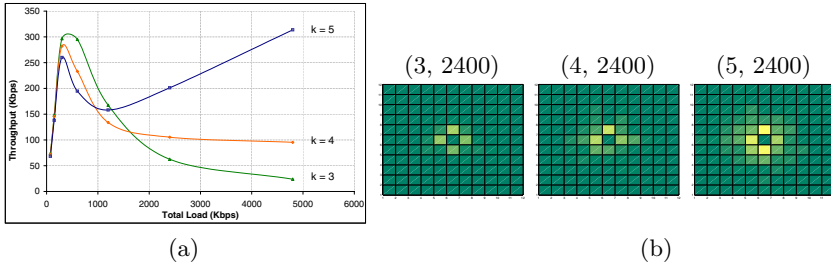 350
300
250
200
150
100
50
0
Throughput (Kbps)
k = 5
k = 4
k = 3
0 1000 2000 3000 4000 5000 6000
Total Load (Kbps)
(a)
(3, 2400) (4, 2400) (5, 2400)
(b)